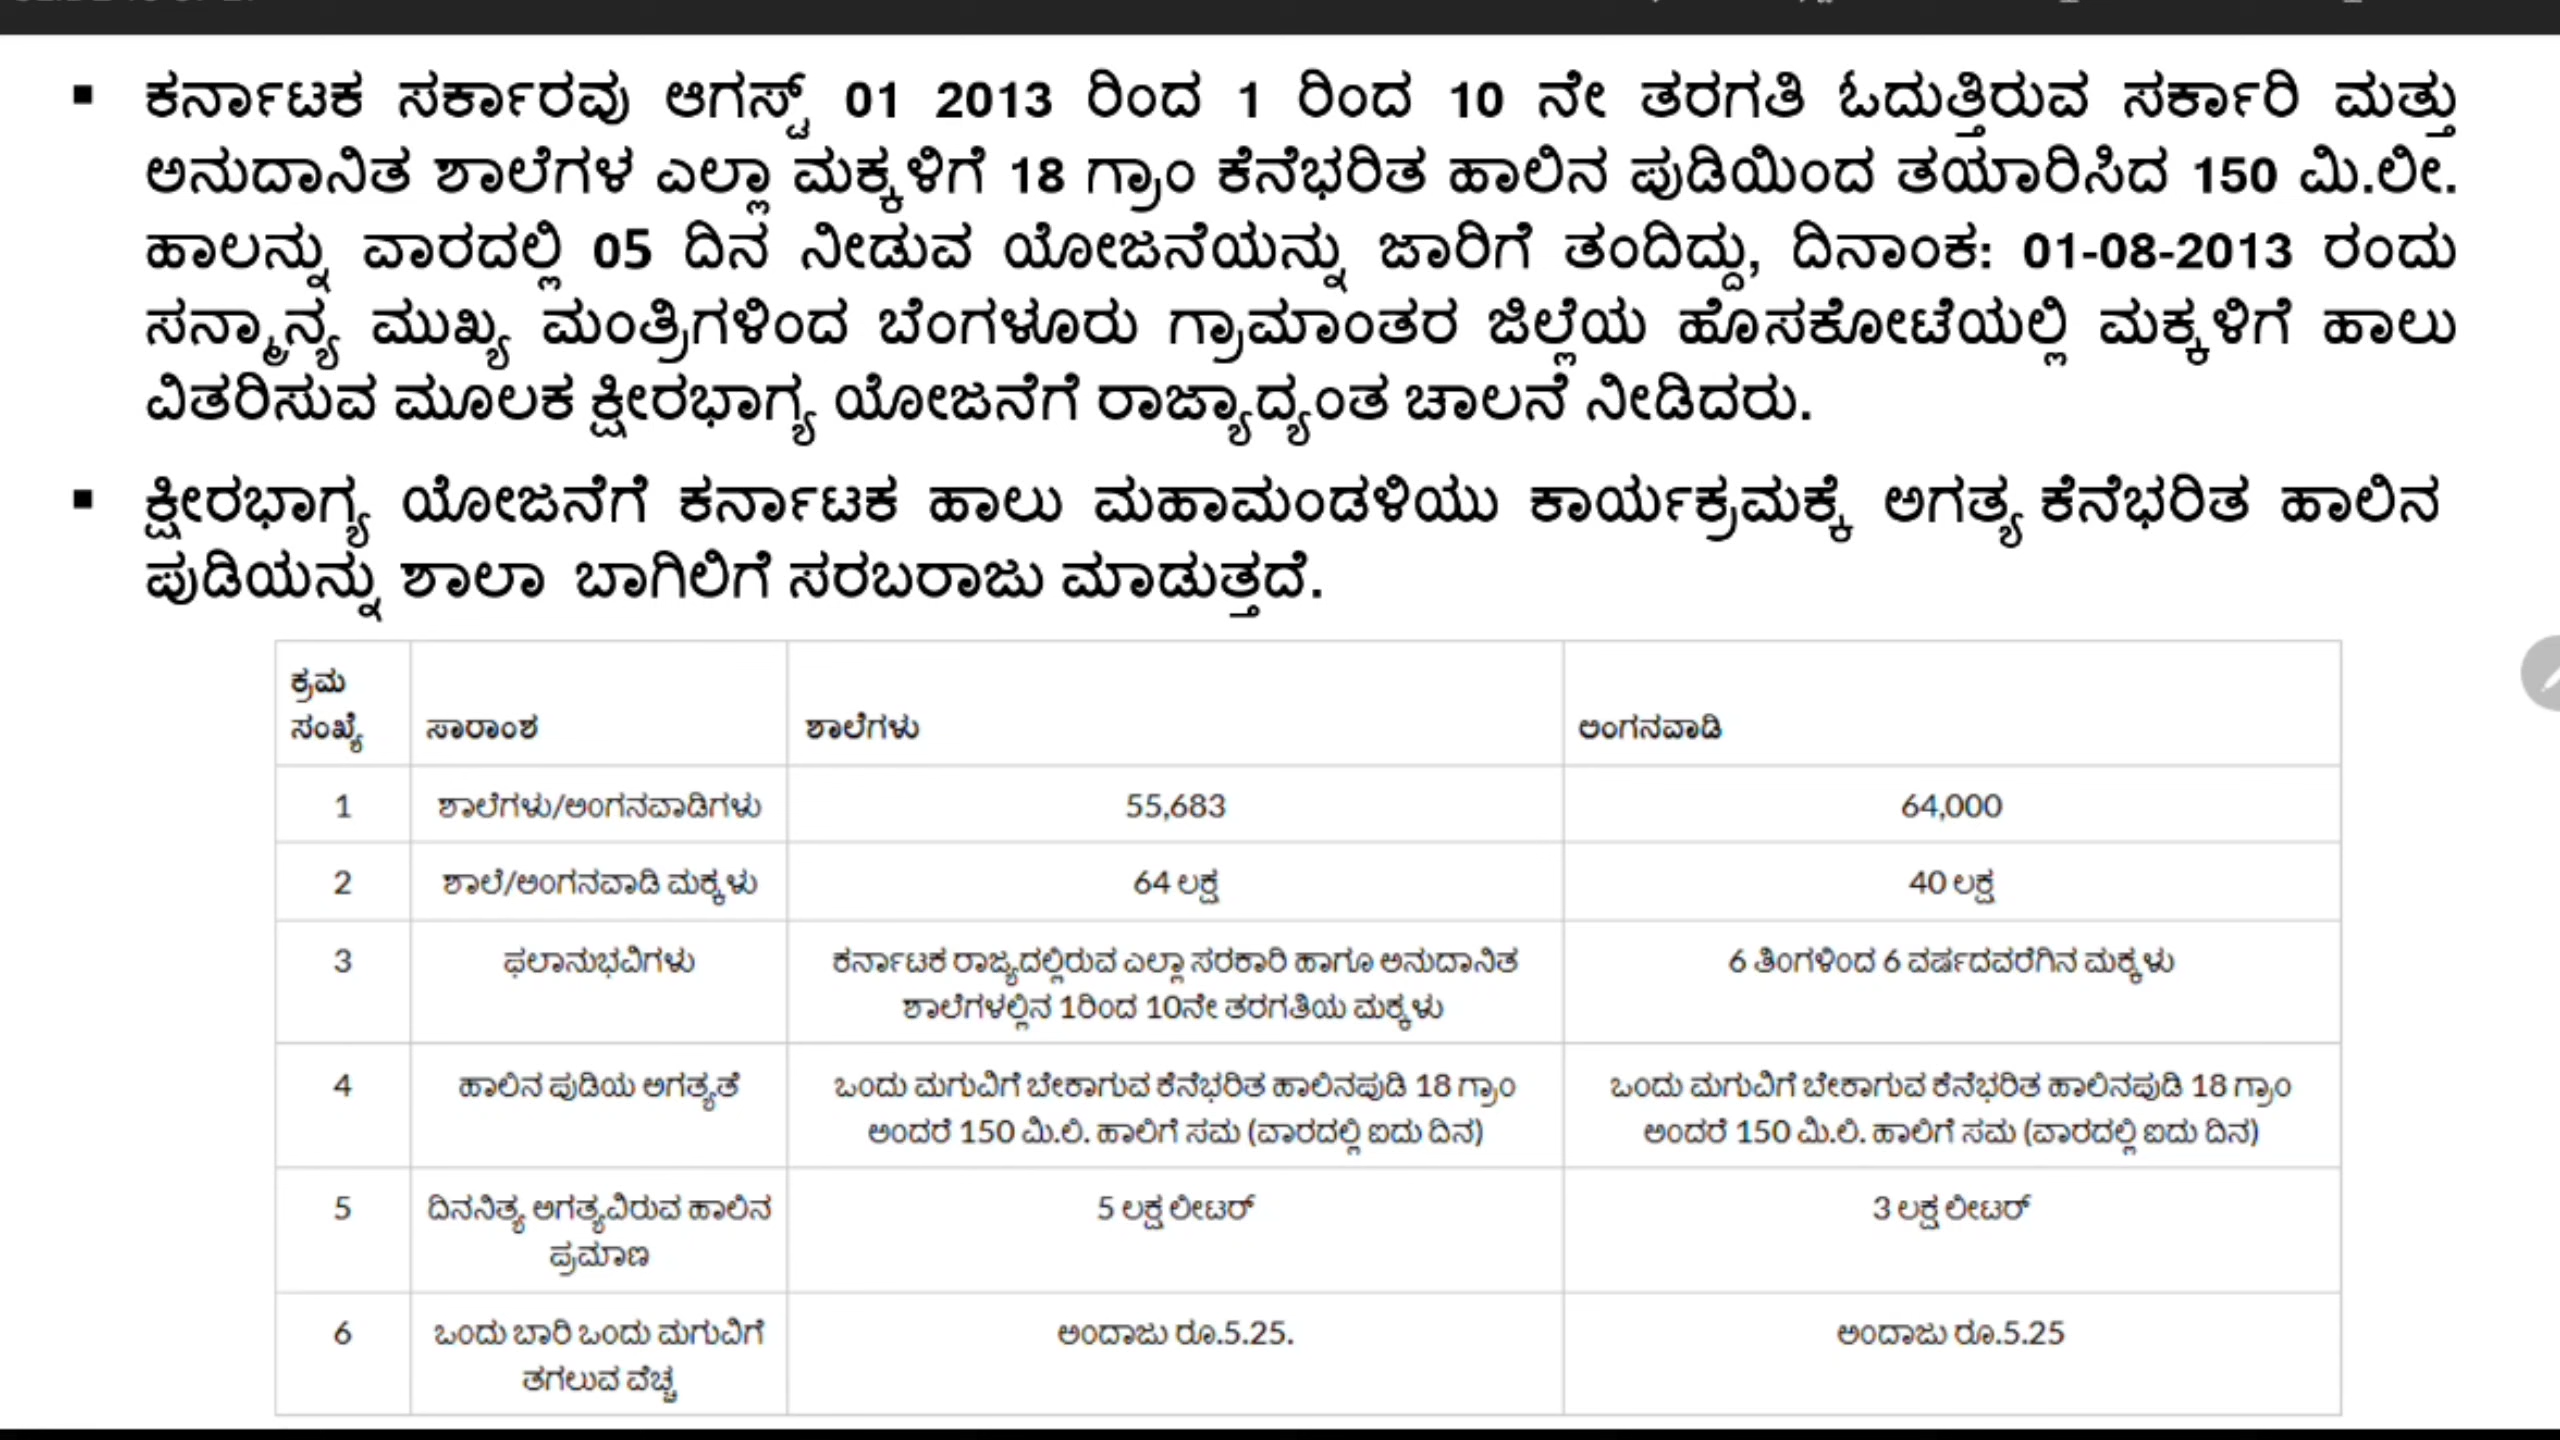 ಕರ್ನಾಟಕ ಸರ್ಕಾರವು ಆಗಸ್ಟ್ 01 2013 ರಿಂದ 1 ರಿಂದ 10 ನೇ ತರಗತಿ ಓದುತ್ತಿರುವ ಸರ್ಕಾರಿ ಮತ್ತು
ಅನುದಾನಿತ ಶಾಲೆಗಳ ಎಲ್ಲಾ ಮಕ್ಕಳಿಗೆ 18 ಗ್ರಾಂ ಕೆನೆಭರಿತ ಹಾಲಿನ ಪುಡಿಯಿಂದ ತಯಾರಿಸಿದ 150 ಮಿ.ಲೀ.
ಹಾಲನ್ನು ವಾರದಲ್ಲಿ 05 ದಿನ ನೀಡುವ ಯೋಜನೆಯನ್ನು ಜಾರಿಗೆ ತಂದಿದ್ದು, ದಿನಾಂಕ: 01-08-2013 ರಂದು
ಸನ್ಮ್ರಾನ್ಯ ಮುಖ್ಯ ಮಂತ್ರಿಗಳಿಂದ ಬೆಂಗಳೂರು ಗ್ರಾಮಾಂತರ ಜಿಲ್ಲೆಯ ಹೊಸಕೋಟೆಯಲ್ಲಿ ಮಕ್ಕಳಿಗೆ ಹಾಲು
ವಿತರಿಸುವ ಮೂಲಕ ಕ್ಷೀರಭಾಗ್ಯ ಯೋಜನೆಗೆ ರಾಜ್ಯಾದ್ಯಂತ ಚಾಲನೆ ನೀಡಿದರು.
ಕ್ಷೀರಭಾಗ್ಯ ಯೋಜನೆಗೆ ಕರ್ನಾಟಕ ಹಾಲು ಮಹಾಮಂಡಳಿಯು ಕಾರ್ಯಕ್ರಮಕ್ಕೆ ಅಗತ್ಯ ಕೆನೆಭರಿತ ಹಾಲಿನ
ಪುಡಿಯನ್ನು ಶಾಲಾ ಬಾಗಿಲಿಗೆ ಸರಬರಾಜು ಮಾಡುತ್ತದೆ.
ಕ್ರಮ
ಸಂಖ್ಯೆ ಸಾರಾಂಶ ಶಾಲೆಗಳು ಅಂಗನವಾಡಿ
1 ಶಾಲೆಗಳು/ಅಂಗನವಾಡಿಗಳು 55,683 64,000
2 ಶಾಲೆ/ಅಂಗನವಾಡಿ ಮಕ್ಕಳು 64 ಲಕ್ಷ 40 ಲಕ್ಷ
3 ಫಲಾನುಭವಿಗಳು ಕರ್ನಾಟಕ ರಾಜ್ಯದಲ್ಲಿರುವ ಎಲ್ಲಾ ಸರಕಾರಿ ಹಾಗೂ ಅನುದಾನಿತ 6 ತಿಂಗಳಿಂದ 6 ವರ್ಷದವರೆಗಿನ ಮಕ್ಕಳು
ಶಾಲೆಗಳಲ್ಲಿನ 1ರಿಂದ 10ನೇ ತರಗತಿಯ ಮಕ್ಕಳು
4 ಹಾಲಿನ ಪುಡಿಯ ಅಗತ್ಯತೆ ಒಂದು ಮಗುವಿಗೆ ಬೇಕಾಗುವ ಕೆನೆಭರಿತ ಹಾಲಿನಪುಡಿ 18 ಗ್ರಾಂ ಒಂದು ಮಗುವಿಗೆ ಬೇಕಾಗುವ ಕೆನೆಭರಿತ ಹಾಲಿನಪುಡಿ 18 ಗ್ರಾಂ
ಅಂದರೆ 150 ಮಿ.ಲಿ. ಹಾಲಿಗೆ ಸಮ (ವಾರದಲ್ಲಿ ಐದು ದಿನ) ಅಂದರೆ 150 ಮಿ.ಲಿ. ಹಾಲಿಗೆ ಸಮ (ವಾರದಲ್ಲಿ ಐದು ದಿನ)
5 ದಿನನಿತ್ಯ ಅಗತ್ಯವಿರುವ ಹಾಲಿನ 5 ಲಕ್ಷ ಲೀಟರ್ 3 ಲಕ್ಷ ಲೀಟರ್
ಪ್ರಮಾಣ
6 ಒಂದು ಬಾರಿ ಒಂದು ಮಗುವಿಗೆ ಅಂದಾಜು ರೂ.5.25. ಅಂದಾಜು ರೂ.5.25
ತಗಲುವ ವೆಚ್ಚ